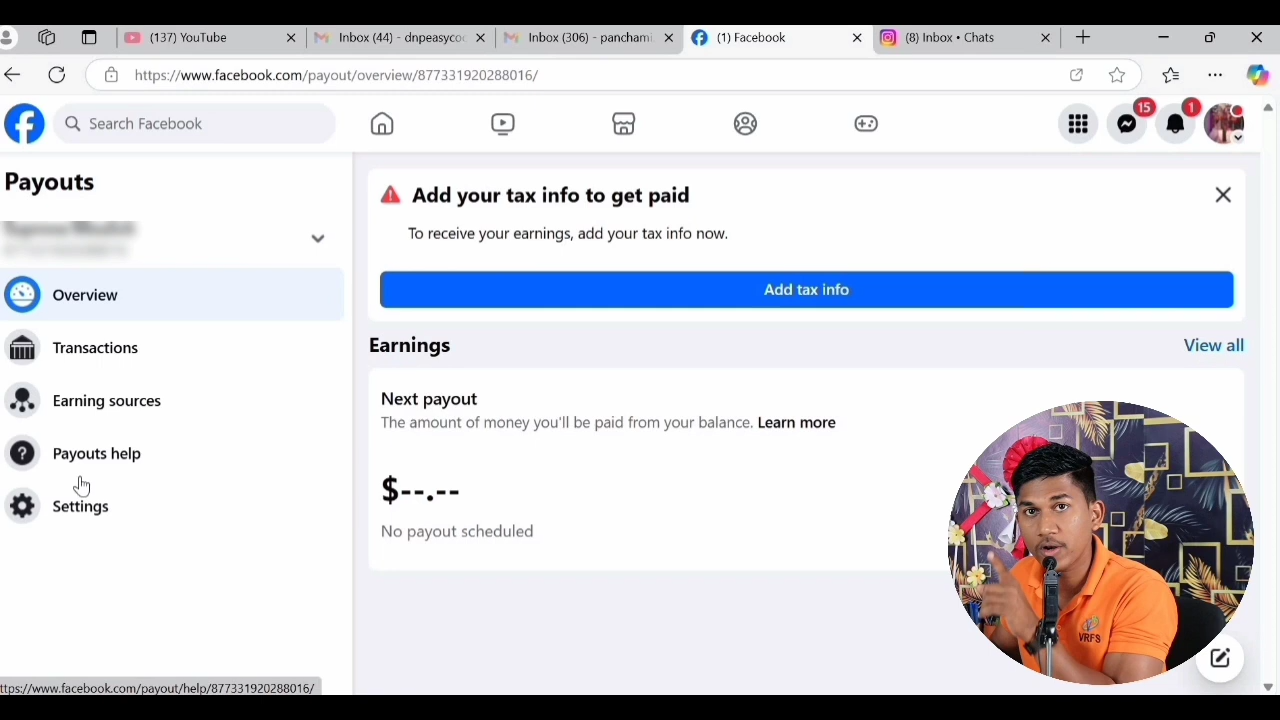 (137) YouTube
Inbox (44) - dnpeasycoc
Inbox (306) - panchami
(1) Facebook
(8) Inbox • Chats
https://www.facebook.com/payout/overview/877331920288016/
Search Facebook
15
1
Payouts
Overview
Transactions
Earning sources
Payouts help
Settings
Add your tax info to get paid
To receive your earnings, add your tax info now.
Add tax info
Earnings
View all
Next payout
The amount of money you'll be paid from your balance. Learn more
$--.--
No payout scheduled
VRFS
ttps://www.facebook.com/payout/help/877331920288016/